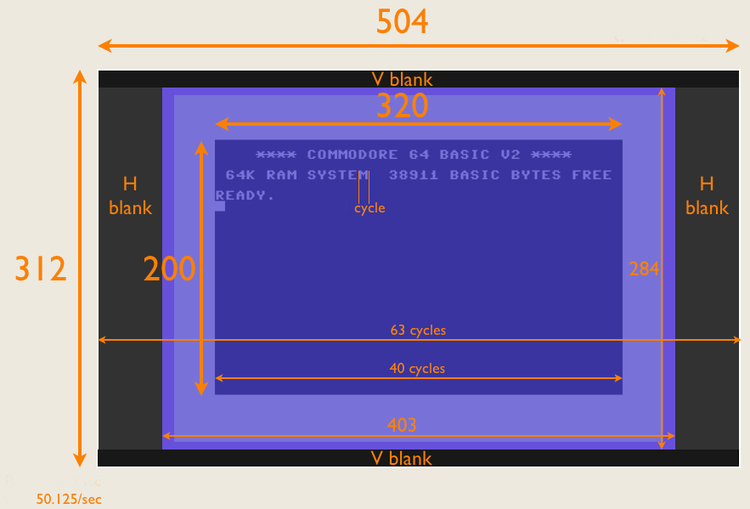 504
V blank
320
**** COMMODORE 64 BASIC V2 ****
64K RAM SYSTEM 38911 BASIC BYTES FREE
READY.
H blank
H blank
cycle
312
200
284
63 cycles
40 cycles
403
V blank
50.125/sec